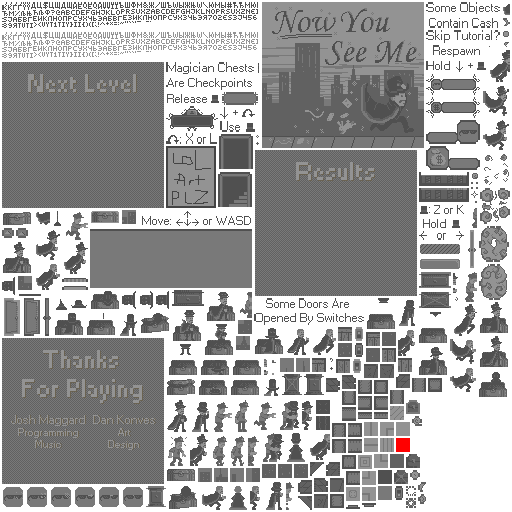 Now You
See Me
Some Objects
Contain Cash
Skip Tutorial?
Respawn
Hold ↓ +
Next Level
Magician Chests
Are Checkpoints
Release
↓ +
Use
: X or L
LOL
Art
PLZ
Results
Move: ←↕→ or WASD
: Z or K
Hold
← or →
Some Doors Are
Opened By Switches
Thanks
For Playing
Josh Maggard Dan Konves
Programming Art
Music Design